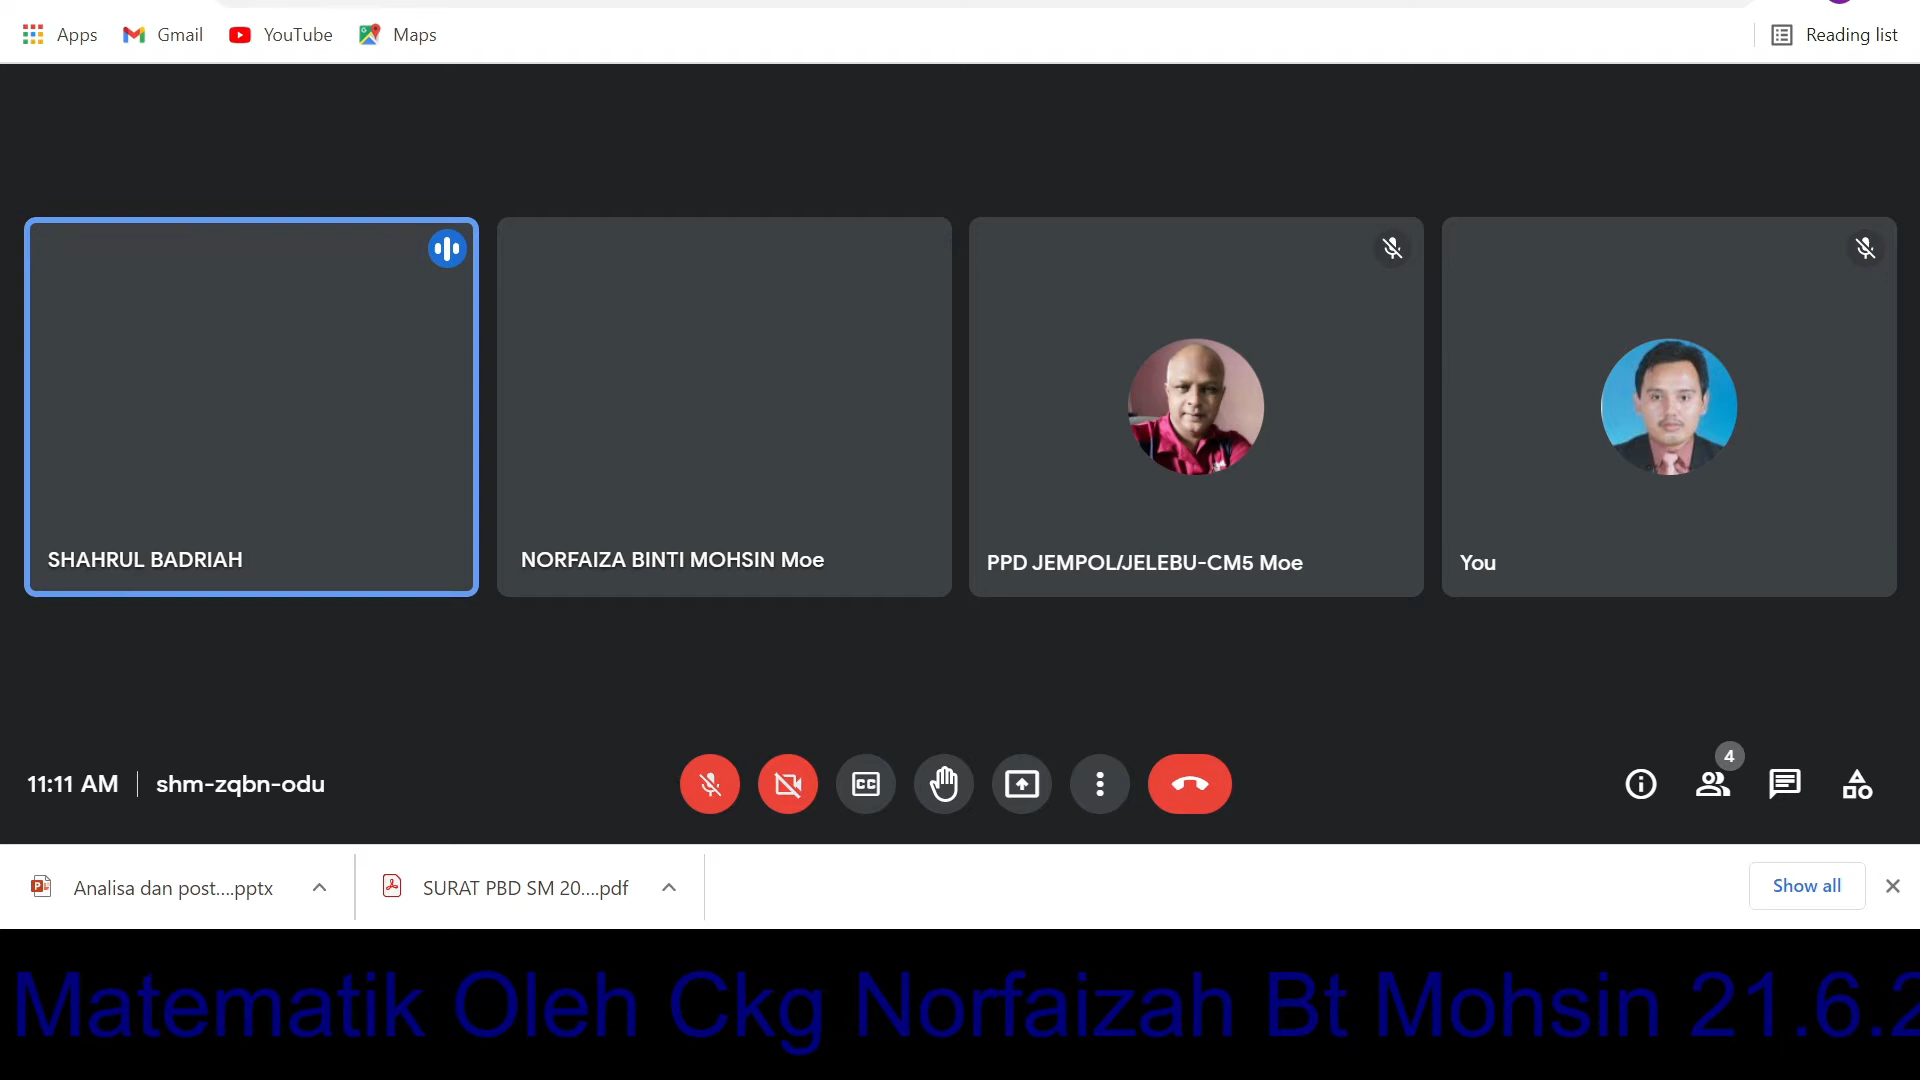 Apps Gmail YouTube Maps Reading list
SHAHRUL BADRIAH
NORFAIZA BINTI MOHSIN Moe
PPD JEMPOL/JELEBU-CM5 Moe
You
11:11 AM shm-zqbn-odu
CC
4
Analisa dan post....pptx
SURAT PBD SM 20....pdf
Show all
Matematik Oleh Ckg Norfaizah Bt Mohsin 21.6.2